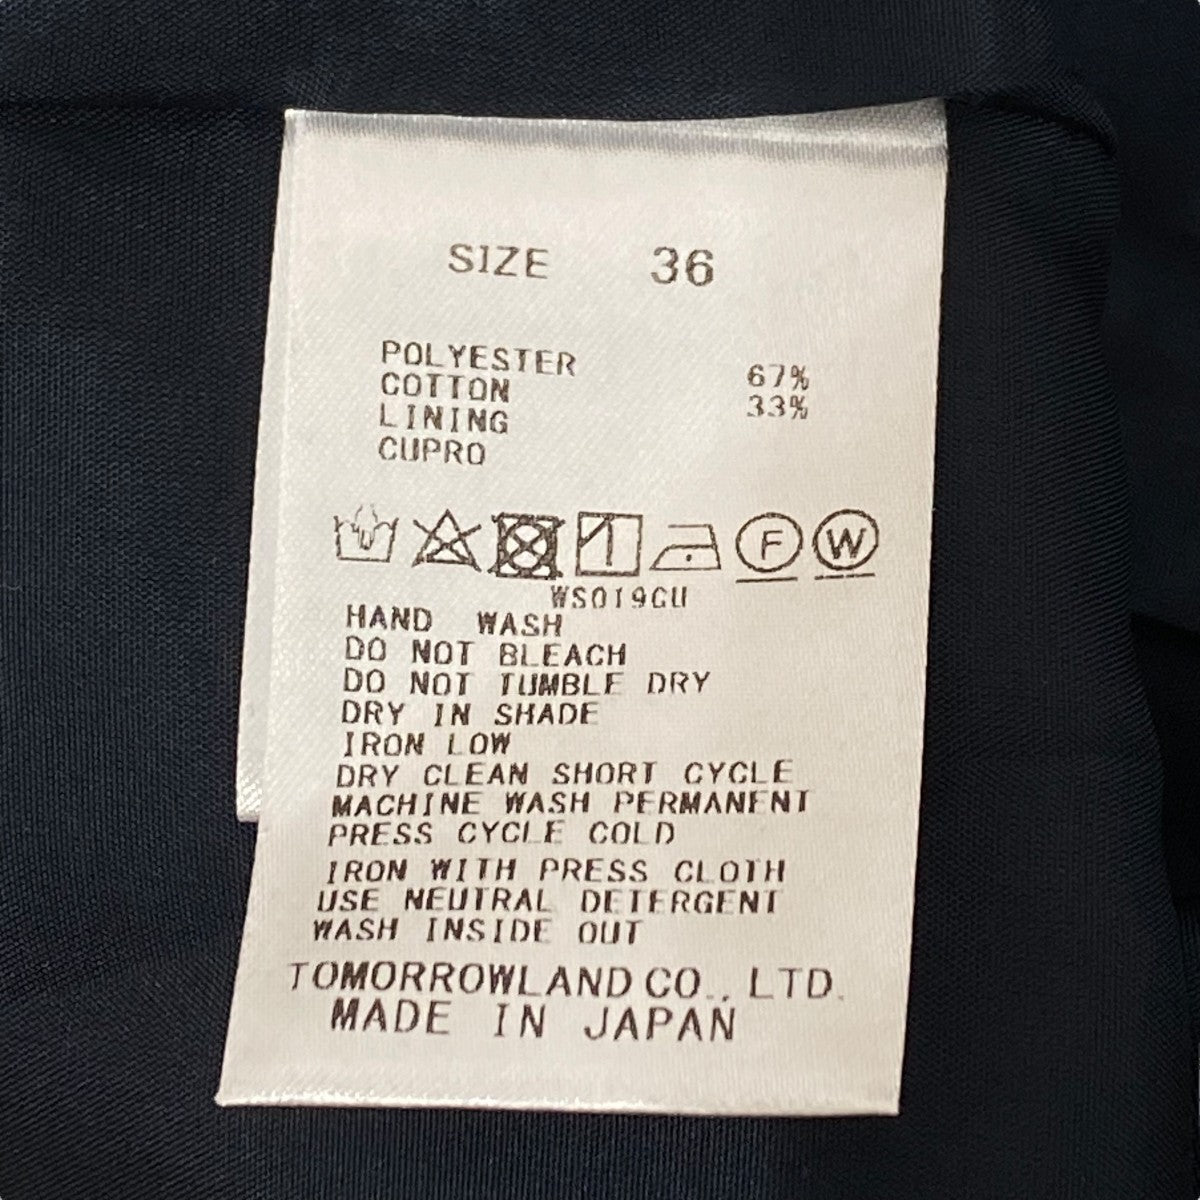 SIZE 36
POLYESTER 67%
COTTON 33%
LINING
CUPRO
F W
WS019GU
HAND WASH
DO NOT BLEACH
DO NOT TUMBLE DRY
DRY IN SHADE
IRON LOW
DRY CLEAN SHORT CYCLE
MACHINE WASH PERMANENT
PRESS CYCLE COLD
IRON WITH PRESS CLOTH
USE NEUTRAL DETERGENT
WASH INSIDE OUT
TOMORROWLAND CO., LTD.
MADE IN JAPAN